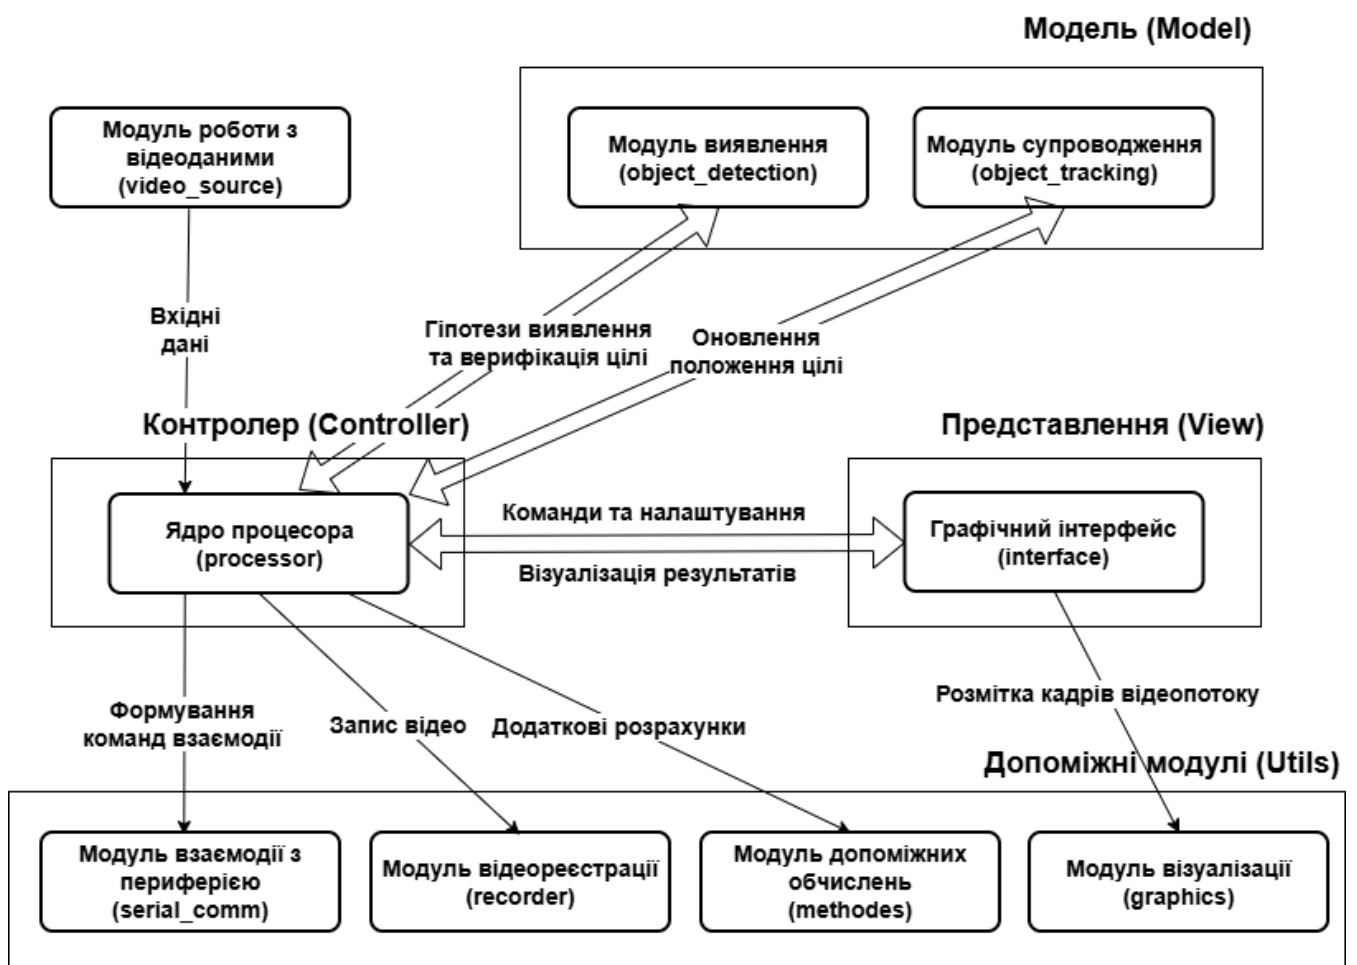 Модель (Model)
Модуль роботи з
відеоданими
(video_source)
Модуль виявлення
(object_detection)
Модуль супроводження
(object_tracking)
Вхідні
дані
Гіпотези виявлення
та верифікація цілі
Оновлення
положення цілі
Контролер (Controller)
Представлення (View)
Ядро процесора
(processor)
Команди та налаштування
Візуалізація результатів
Графічний інтерфейс
(interface)
Формування
команд взаємодії
Запис відео
Додаткові розрахунки
Розмітка кадрів відеопотоку
Допоміжні модулі (Utils)
Модуль взаємодії з
периферією
(serial_comm)
Модуль відеореєстрації
(recorder)
Модуль допоміжних
обчислень
(methodes)
Модуль візуалізації
(graphics)